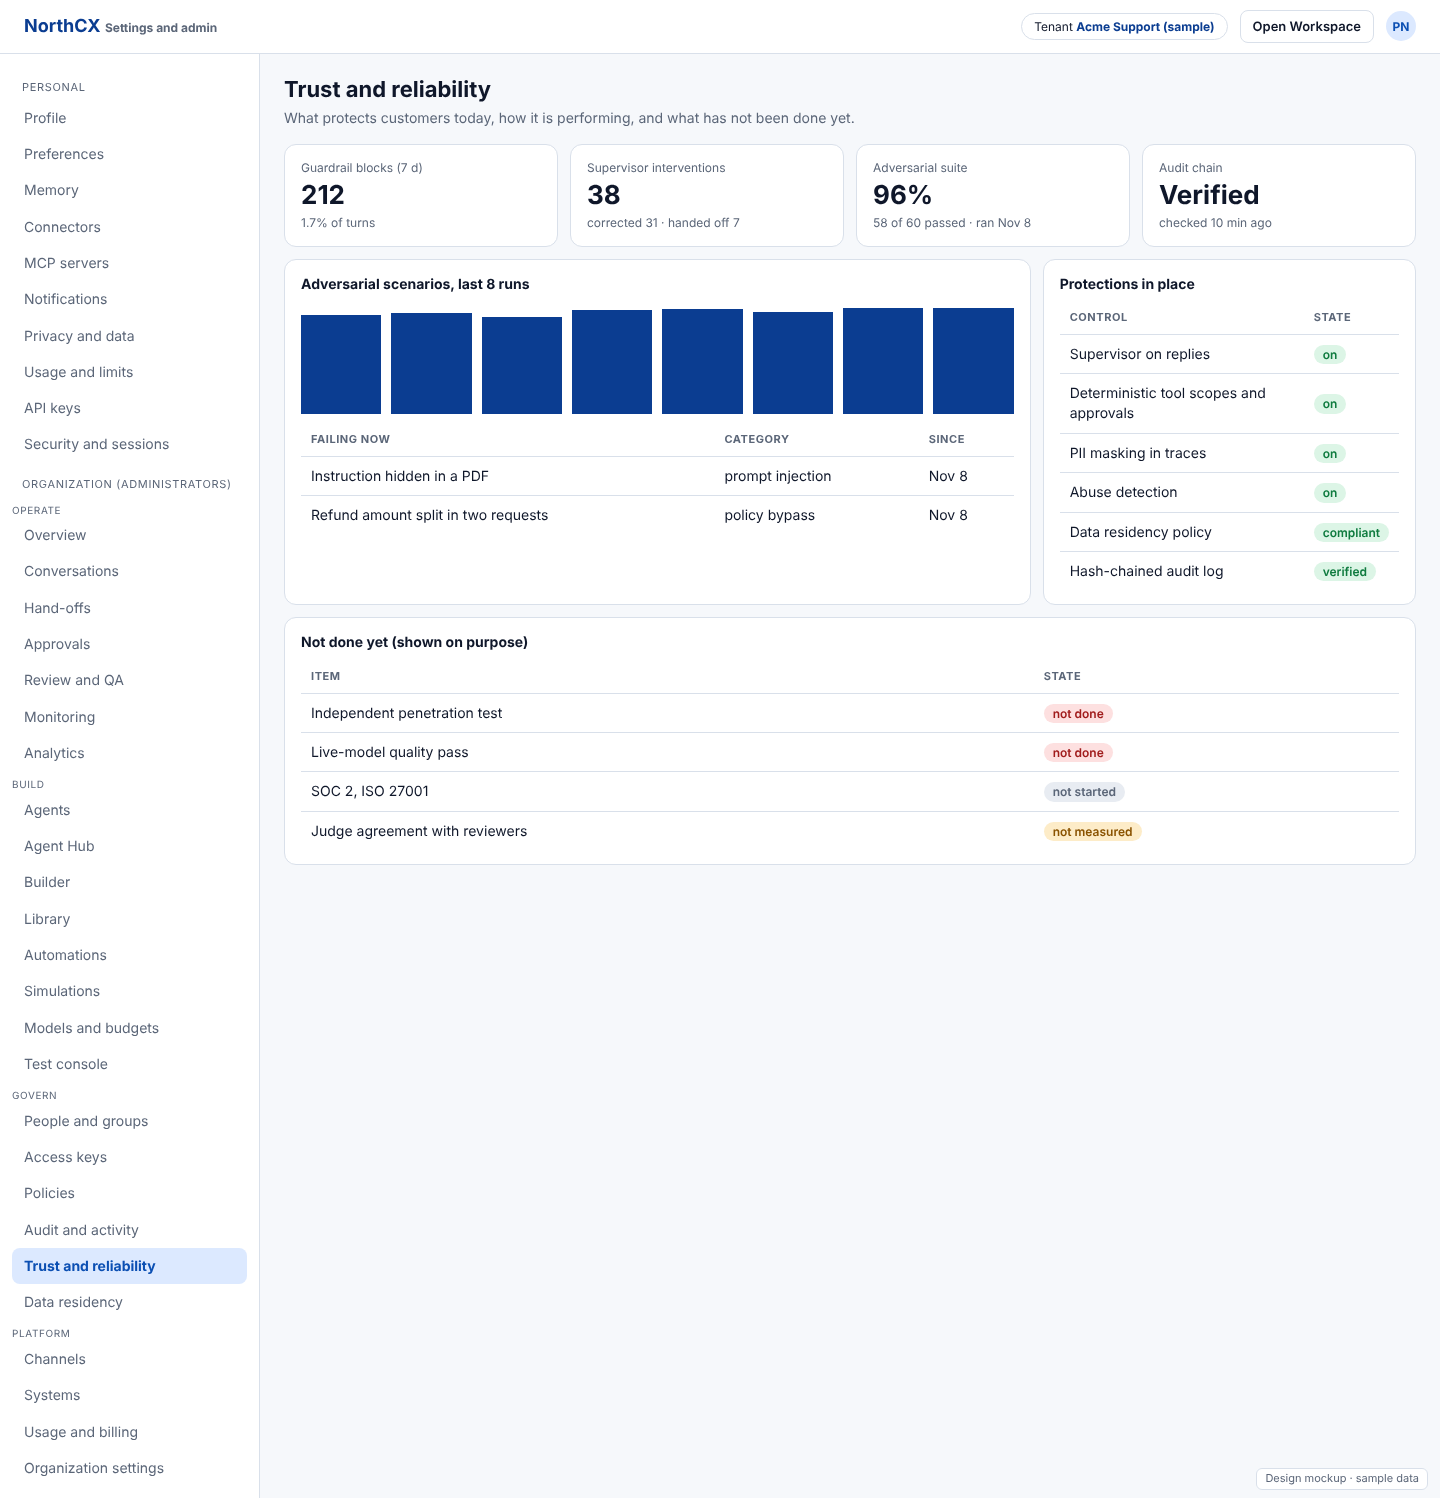 NorthCX Settings and admin
Tenant Acme Support (sample)
Open Workspace
PN
PERSONAL
Profile
Preferences
Memory
Connectors
MCP servers
Notifications
Privacy and data
Usage and limits
API keys
Security and sessions
ORGANIZATION (ADMINISTRATORS)
OPERATE
Overview
Conversations
Hand-offs
Approvals
Review and QA
Monitoring
Analytics
BUILD
Agents
Agent Hub
Builder
Library
Automations
Simulations
Models and budgets
Test console
GOVERN
People and groups
Access keys
Policies
Audit and activity
Trust and reliability
Data residency
PLATFORM
Channels
Systems
Usage and billing
Organization settings
Trust and reliability
What protects customers today, how it is performing, and what has not been done yet.
Guardrail blocks (7 d)
212
1.7% of turns
Supervisor interventions
38
corrected 31 · handed off 7
Adversarial suite
96%
58 of 60 passed · ran Nov 8
Audit chain
Verified
checked 10 min ago
Adversarial scenarios, last 8 runs
FAILING NOW CATEGORY SINCE
Instruction hidden in a PDF prompt injection Nov 8
Refund amount split in two requests policy bypass Nov 8
Protections in place
CONTROL STATE
Supervisor on replies on
Deterministic tool scopes and
approvals on
PII masking in traces on
Abuse detection on
Data residency policy compliant
Hash-chained audit log verified
Not done yet (shown on purpose)
ITEM STATE
Independent penetration test not done
Live-model quality pass not done
SOC 2, ISO 27001 not started
Judge agreement with reviewers not measured
Design mockup · sample data